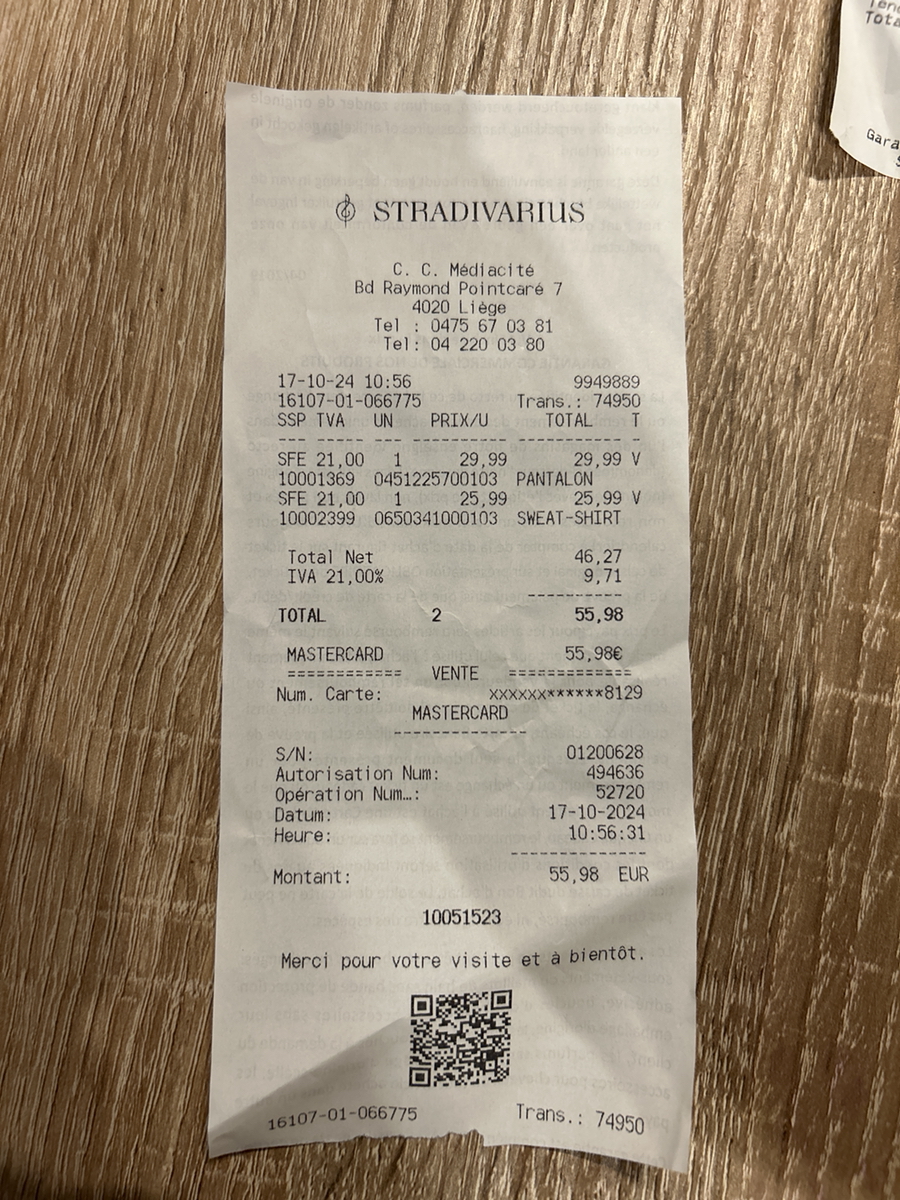 Tota
Gara
STRADIVARIUS
C. C. Médiacité
Bd Raymond Pointcaré 7
4020 Liège
Tel : 0475 67 03 81
Tel: 04 220 03 80
17-10-24 10:56 9949889
16107-01-066775 Trans.: 74950
SSP TVA UN PRIX/U TOTAL T
--- ----- --- ---------- ---------- -
SFE 21,00 1 29,99 29,99 V
10001369 0451225700103 PANTALON
SFE 21,00 1 25,99 25,99 V
10002399 0650341000103 SWEAT-SHIRT
Total Net 46,27
IVA 21,00% 9,71
----------
TOTAL 2 55,98
MASTERCARD 55,98€
============ VENTE =============
Num. Carte: XXXXXX******8129
MASTERCARD
--------------
S/N: 01200628
Autorisation Num: 494636
Opération Num…: 52720
Datum: 17-10-2024
Heure: 10:56:31
--------------
Montant: 55,98 EUR
10051523
Merci pour votre visite et à bientôt.
16107-01-066775 Trans.: 74950